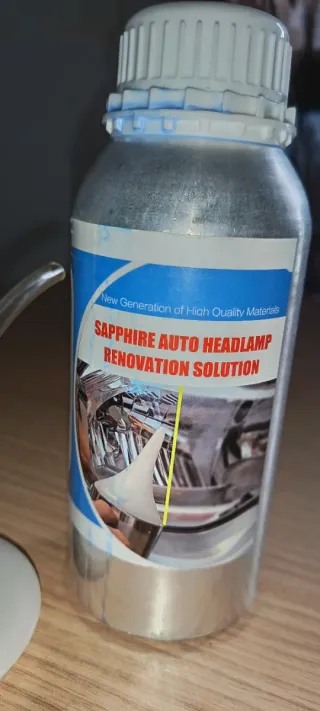 New Generation of High Quality Materials
SAPPHIRE AUTO HEADLAMP
RENOVATION SOLUTION